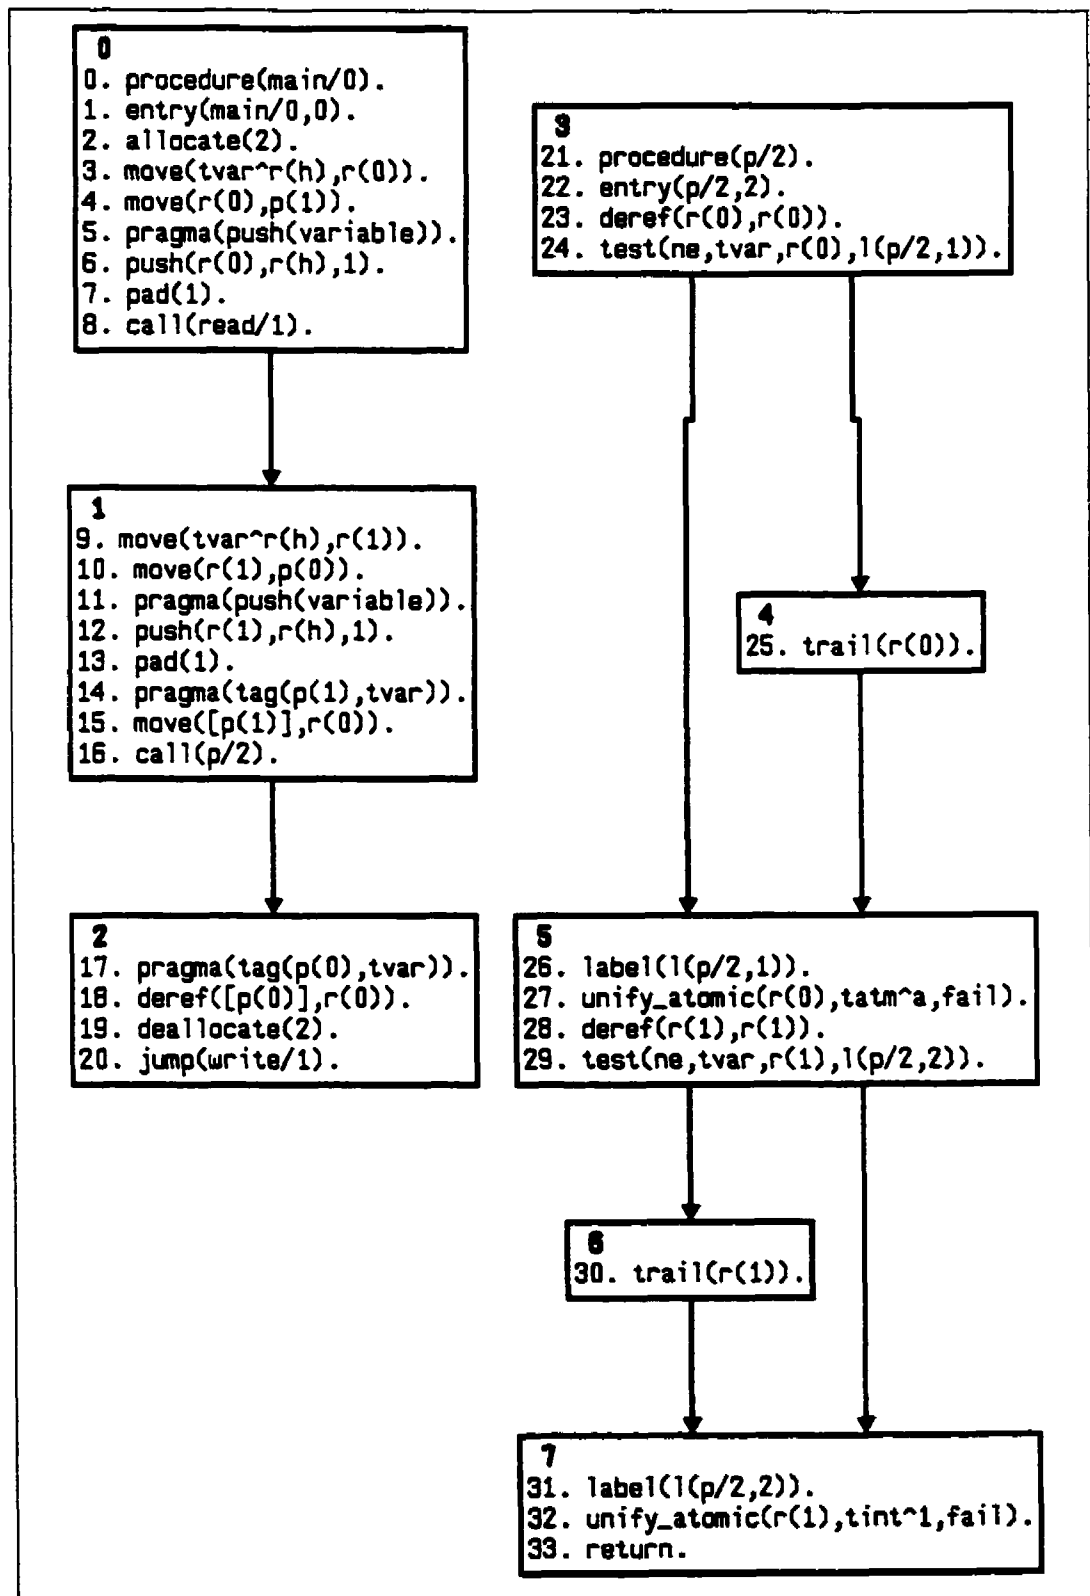 0
0. procedure(main/0).
1. entry(main/0,0).
2. allocate(2).
3. move(tvar^r(h),r(0)).
4. move(r(0),p(1)).
5. pragma(push(variable)).
6. push(r(0),r(h),1).
7. pad(1).
8. call(read/1).
1
9. move(tvar^r(h),r(1)).
10. move(r(1),p(0)).
11. pragma(push(variable)).
12. push(r(1),r(h),1).
13. pad(1).
14. pragma(tag(p(1),tvar)).
15. move([p(1)],r(0)).
16. call(p/2).
2
17. pragma(tag(p(0),tvar)).
18. deref([p(0)],r(0)).
19. deallocate(2).
20. jump(write/1).
3
21. procedure(p/2).
22. entry(p/2,2).
23. deref(r(0),r(0)).
24. test(ne,tvar,r(0),l(p/2,1)).
4
25. trail(r(0)).
5
26. label(l(p/2,1)).
27. unify_atomic(r(0),tatm^a,fail).
28. deref(r(1),r(1)).
29. test(ne,tvar,r(1),l(p/2,2)).
6
30. trail(r(1)).
7
31. label(l(p/2,2)).
32. unify_atomic(r(1),tint^1,fail).
33. return.